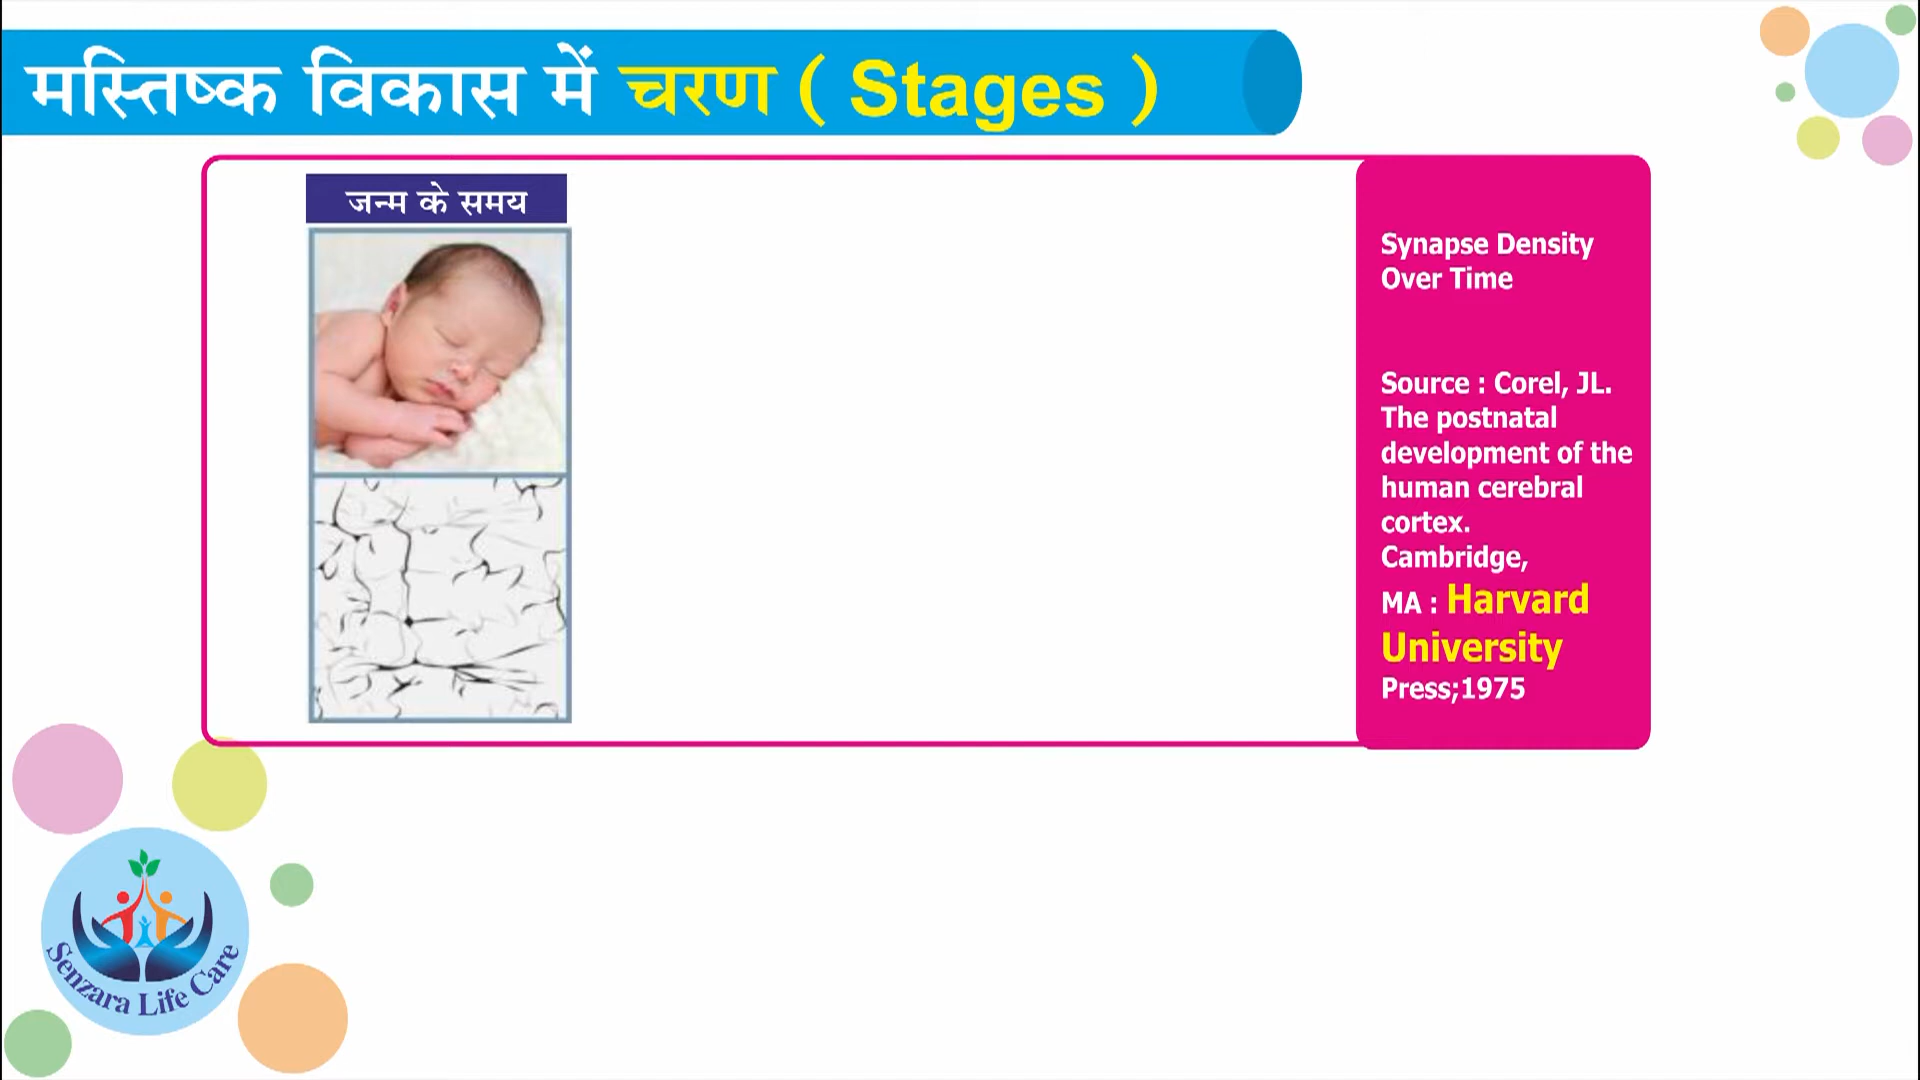 मस्तिष्क विकास में चरण ( Stages )
जन्म के समय
Synapse Density
Over Time
Source : Corel, JL.
The postnatal
development of the
human cerebral
cortex.
Cambridge,
MA : Harvard
University
Press;1975
Senzara Life Care